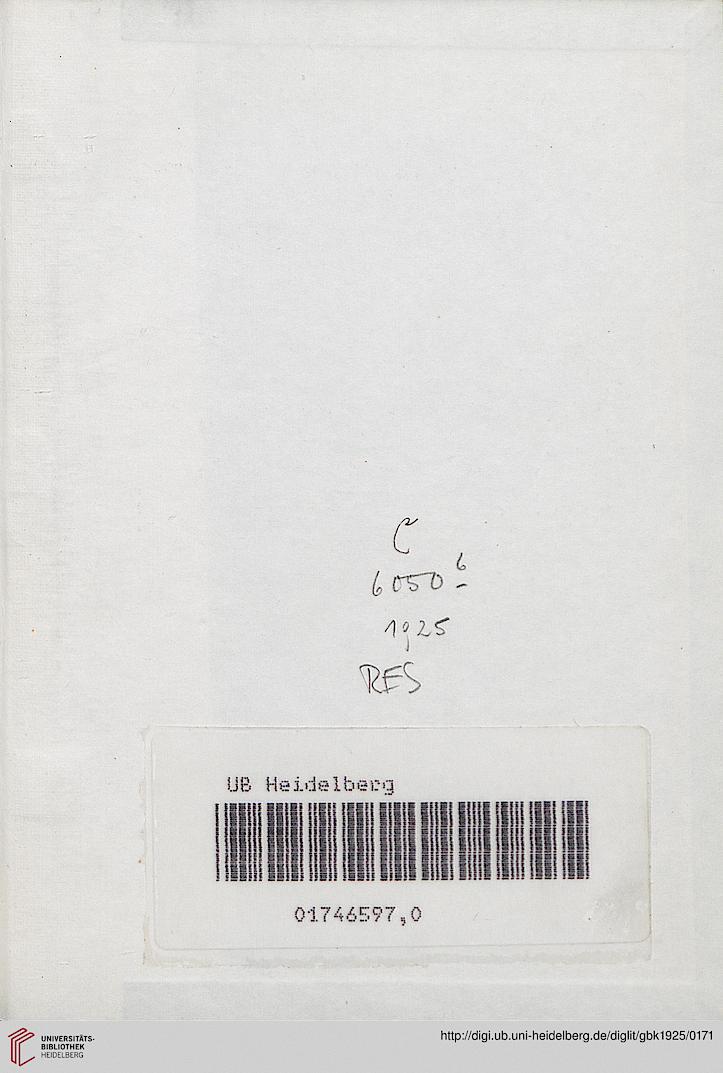 C
6050 6
1925
RES
UB Heidelberg
01746597,0
UNIVERSITÄTS-
BIBLIOTHEK
HEIDELBERG
http://digi.ub.uni-heidelberg.de/diglit/gbk1925/0171